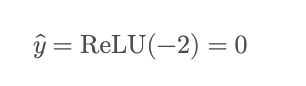 ŷ = ReLU(−2) = 0